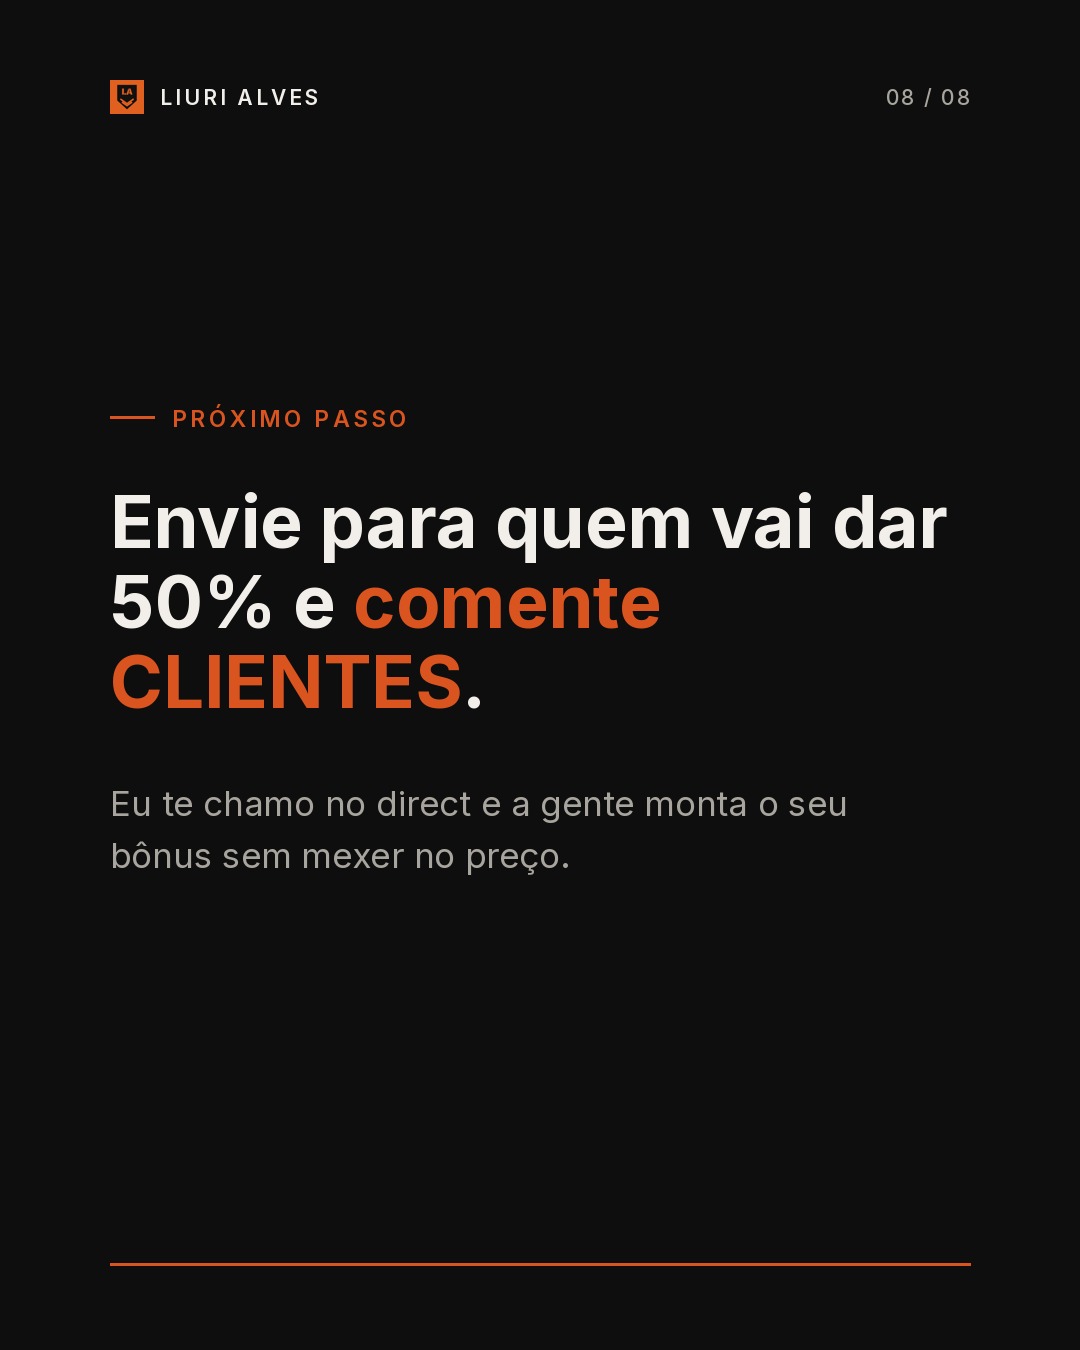 LA
LIURI ALVES
08 / 08
PRÓXIMO PASSO
Envie para quem vai dar
50% e comente
CLIENTES.
Eu te chamo no direct e a gente monta o seu
bônus sem mexer no preço.